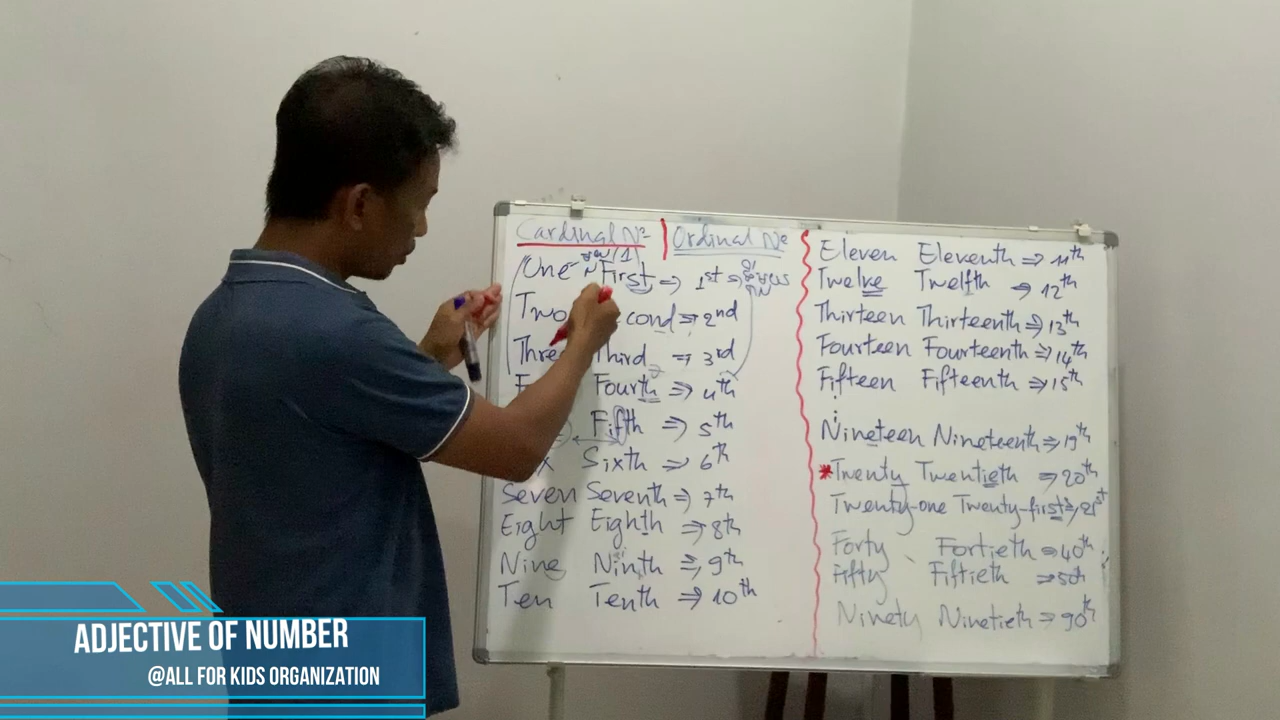 Cardinal Nº Ordinal Nº
One First ⇒ 1st ⇒
Two cond ⇒ 2nd
Three Third ⇒ 3rd
F Fourth ⇒ 4th
Fifth ⇒ 5th
x Sixth ⇒ 6th
Seven Seventh ⇒ 7th
Eight Eighth ⇒ 8th
Nine Ninth ⇒ 9th
Ten Tenth ⇒ 10th
Eleven Eleventh ⇒ 11th
Twelve Twelfth ⇒ 12th
Thirteen Thirteenth ⇒ 13th
Fourteen Fourteenth ⇒ 14th
Fifteen Fifteenth ⇒ 15th
Nineteen Nineteenth ⇒ 19th
*Twenty Twentieth ⇒ 20th
Twenty-one Twenty-first ⇒ 21st
Forty Fortieth ⇒ 40th
Fifty Fiftieth ⇒ 50th
Ninety Ninetieth ⇒ 90th
ADJECTIVE OF NUMBER
@ALL FOR KIDS ORGANIZATION